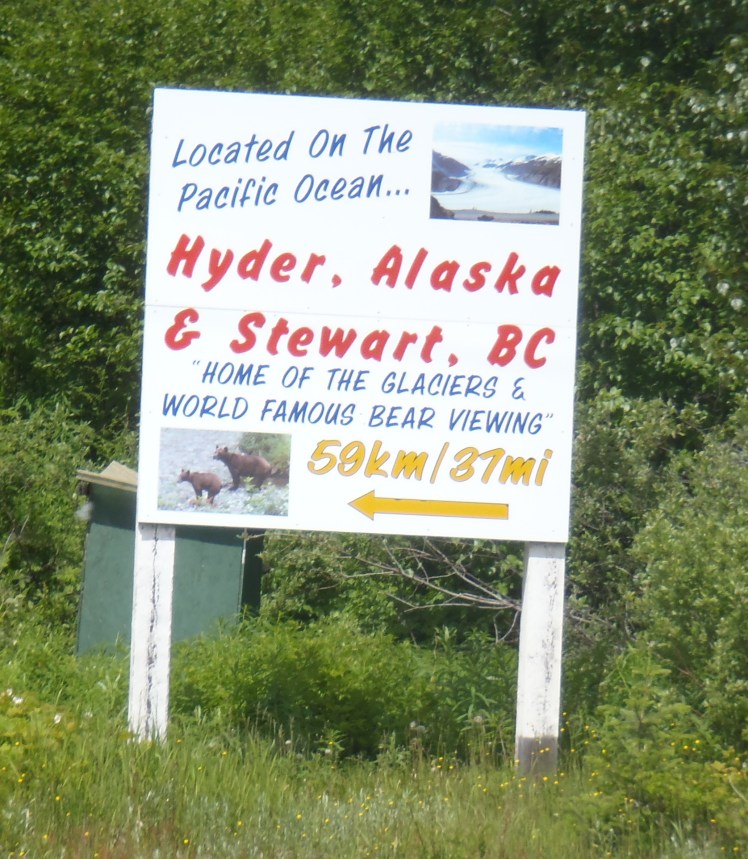 Located On The
Pacific Ocean...
Hyder, Alaska
& Stewart, BC
"HOME OF THE GLACIERS &
WORLD FAMOUS BEAR VIEWING"
59km/37mi